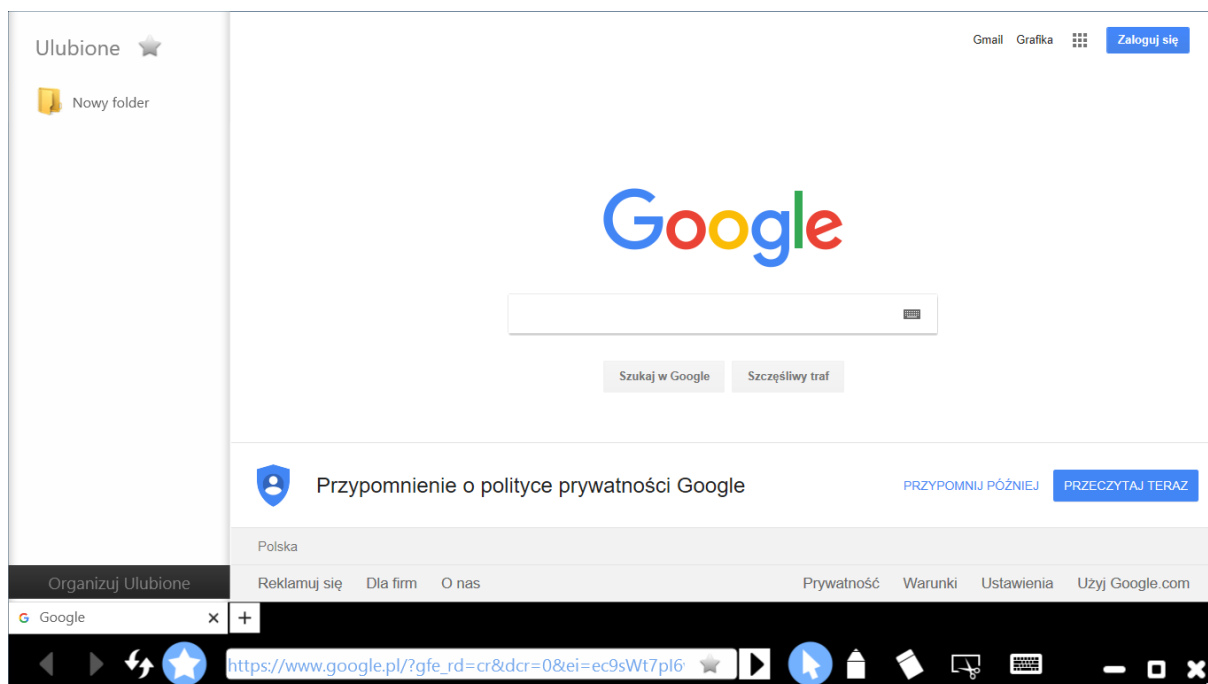 Ulubione
Nowy folder
Gmail Grafika Zaloguj się
Google
Szukaj w Google Szczęśliwy traf
Przypomnienie o polityce prywatności Google PRZYPOMNIJ PÓŹNIEJ PRZECZYTAJ TERAZ
Polska
Organizuj Ulubione
Reklamuj się Dla firm O nas Prywatność Warunki Ustawienia Użyj Google.com
G Google
https://www.google.pl/?gfe_rd=cr&dcr=0&ei=ec9sWt7pI6